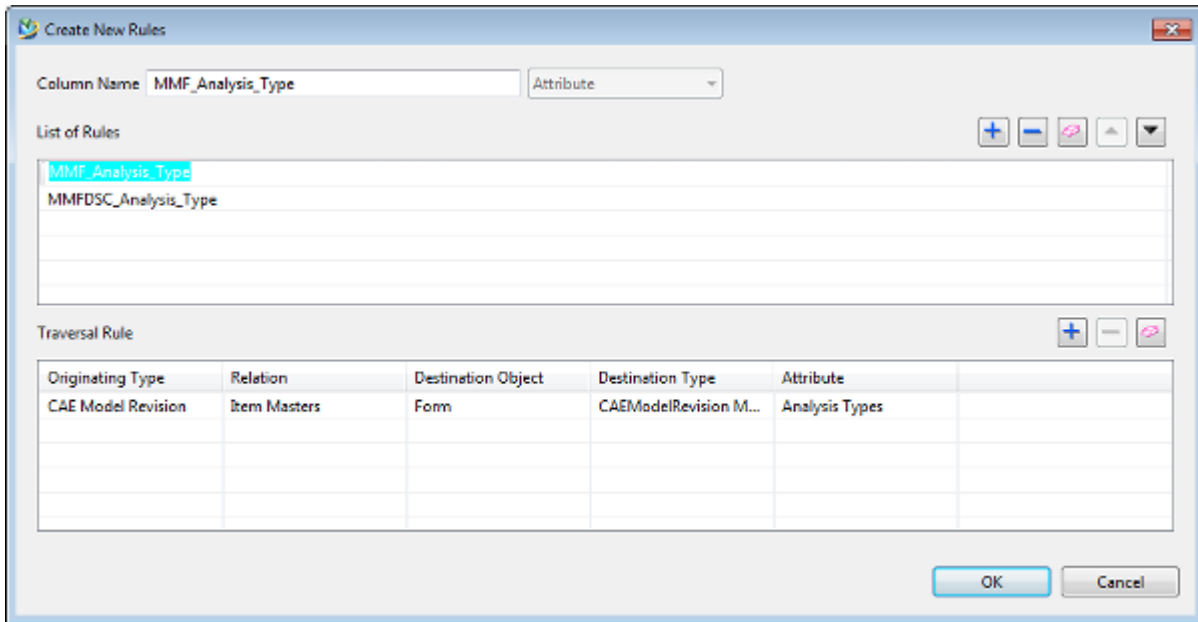 Create New Rules
Column Name MMF_Analysis_Type Attribute
List of Rules
MMF_Analysis_Type
MMFDSC_Analysis_Type
Traversal Rule
Originating Type Relation Destination Object Destination Type Attribute
CAE Model Revision Item Masters Form CAEModelRevision M... Analysis Types
OK Cancel